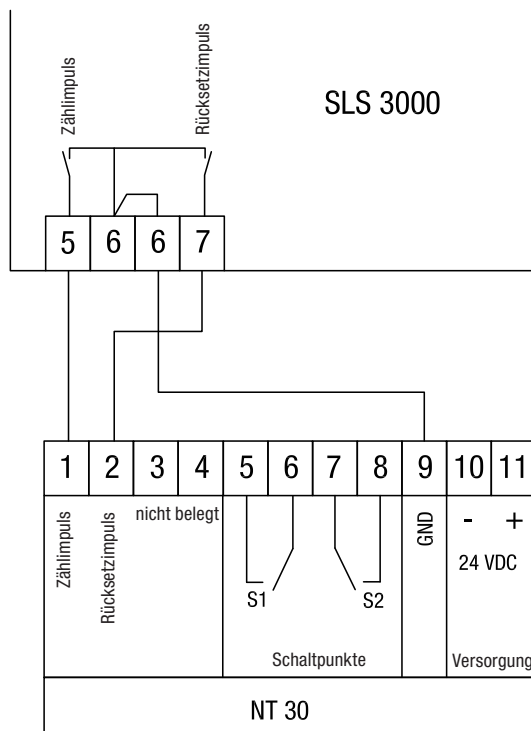 SLS 3000
Zählimpuls
Rücksetzimpuls
5 6 6 7
1 2 3 4 5 6 7 8 9 10 11
Zählimpuls
Rücksetzimpuls
nicht belegt
S1
S2
Schaltpunkte
GND
- +
24 VDC
Versorgung
NT 30